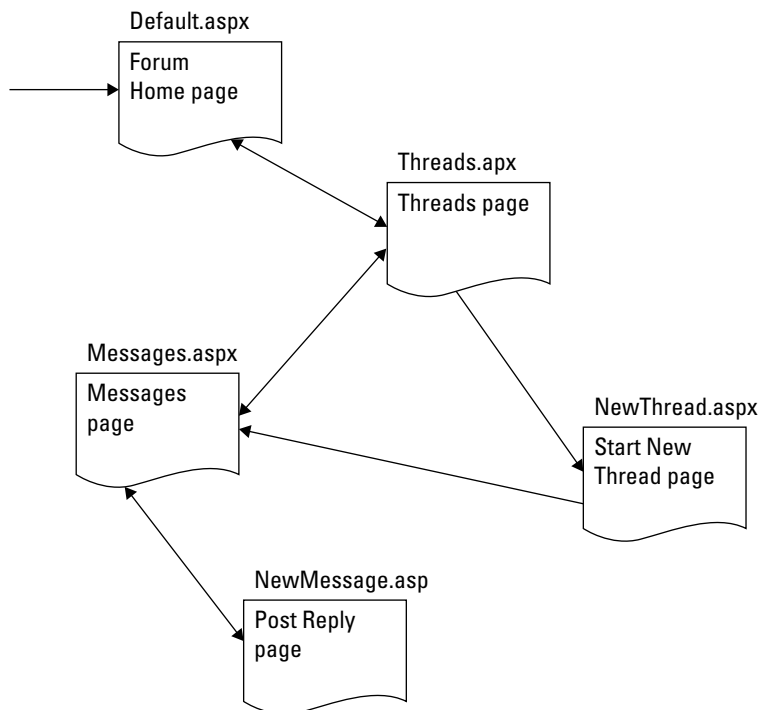 Default.aspx
Forum
Home page
Threads.apx
Threads page
Messages.aspx
Messages
page
NewThread.aspx
Start New
Thread page
NewMessage.asp
Post Reply
page